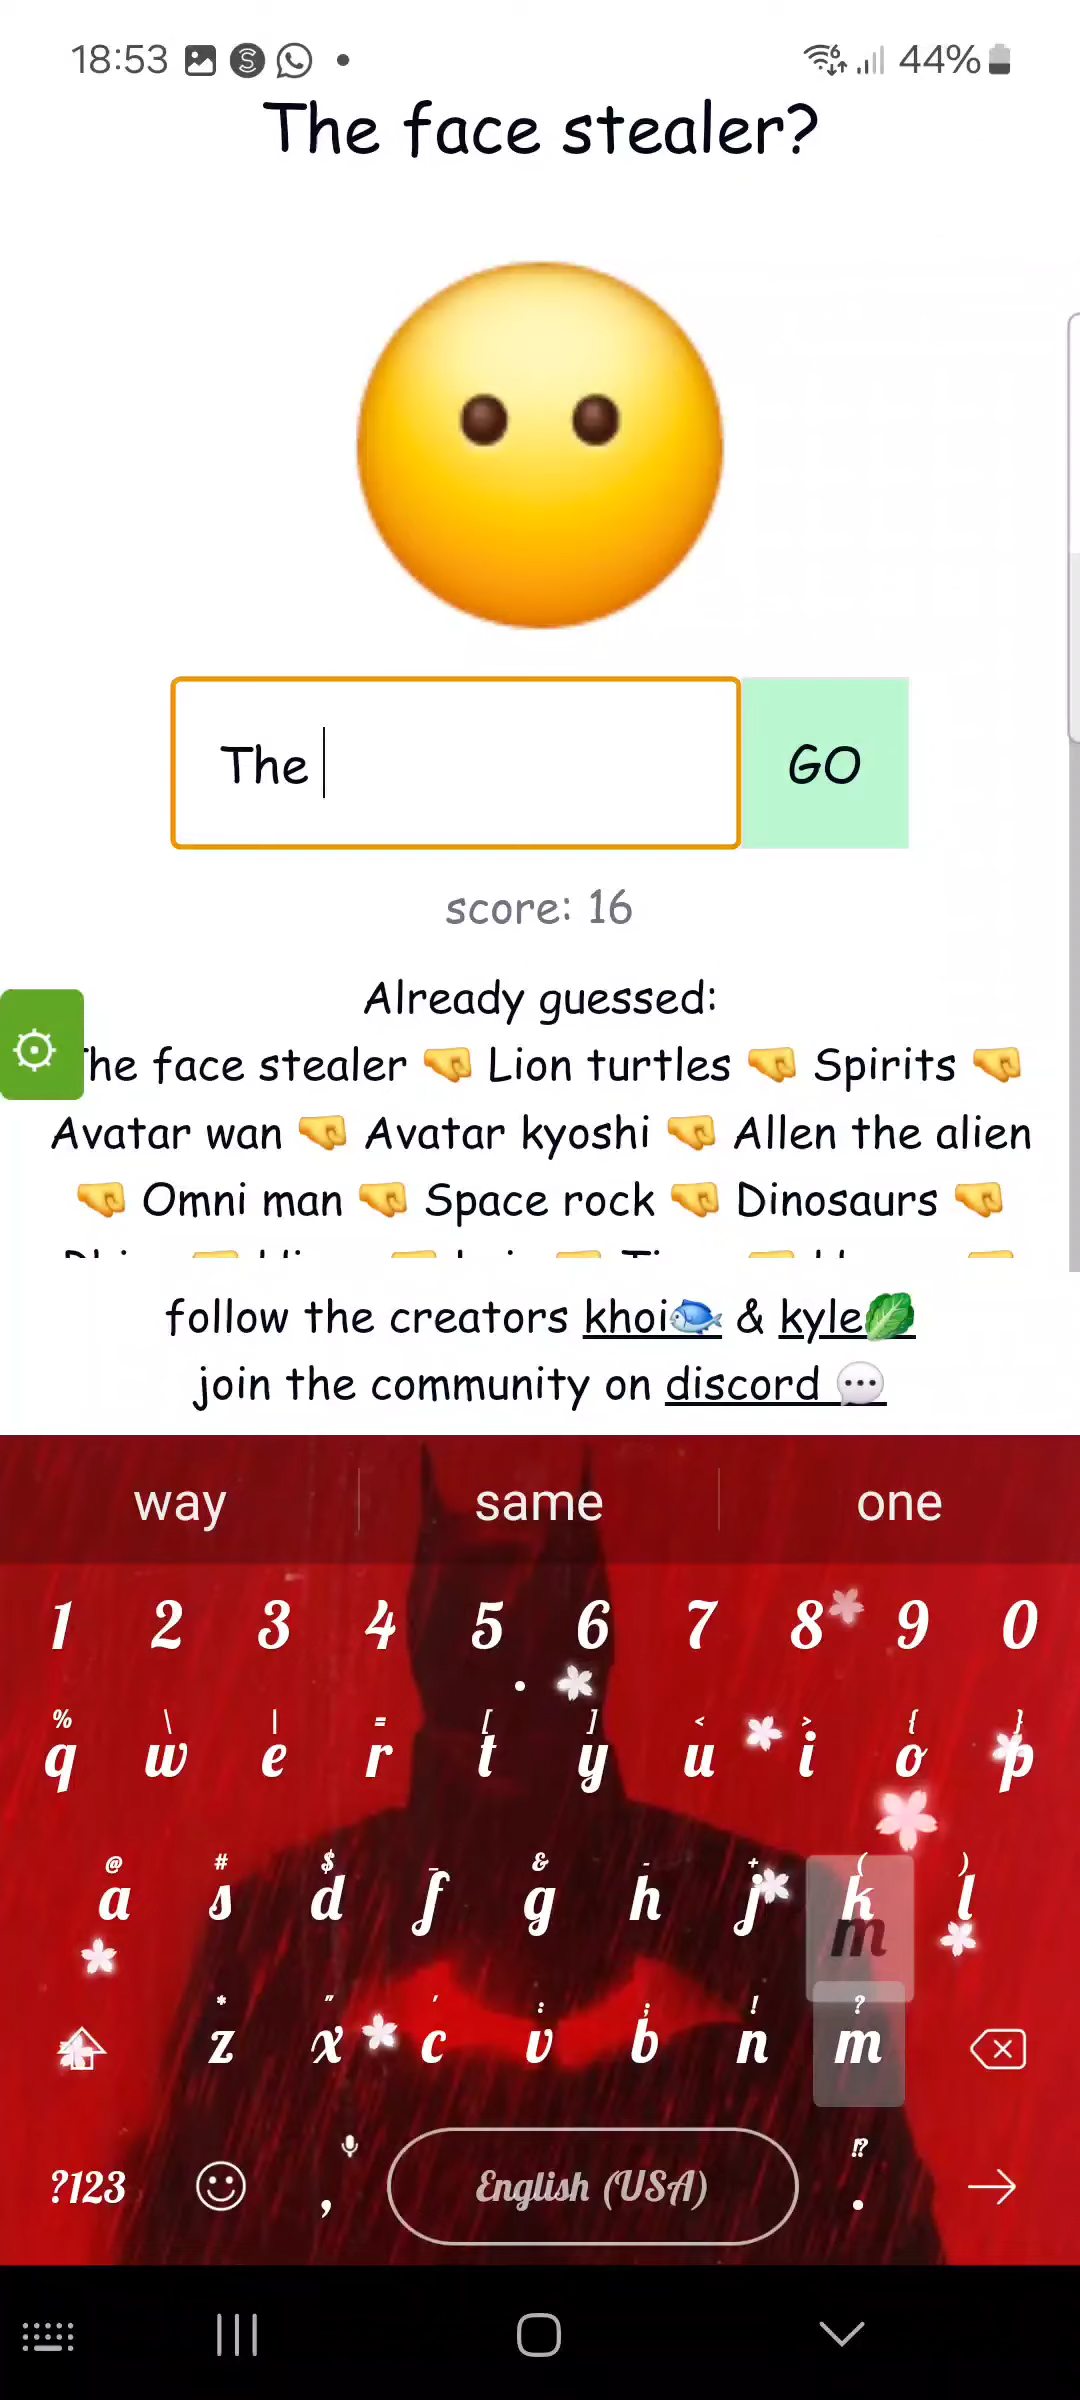 18:53 44%
The face stealer?
The
GO
score: 16
Already guessed:
he face stealer 🤜 Lion turtles 🤜 Spirits 🤜
Avatar wan 🤜 Avatar kyoshi 🤜 Allen the alien
🤜 Omni man 🤜 Space rock 🤜 Dinosaurs 🤜
follow the creators khoi🐟 & kyle🥬
join the community on discord 💬
way same one
1 2 3 4 5 6 7 8 9 0
% \ | = [ ] < > { }
q w e r t y u i o p
@ # $ _ & - + ( )
a s d f g h j k l
m
* " ' : ; ! ?
z x c v b n m
?123 , English (USA) . !?